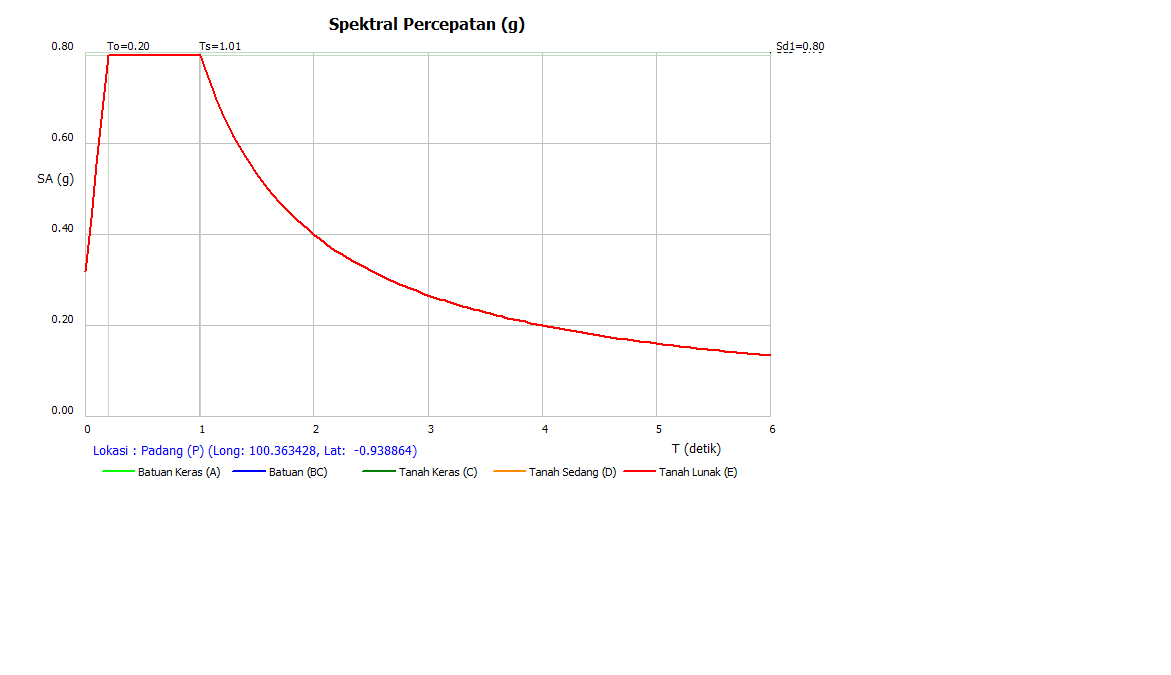 Spektral Percepatan (g)
0.80
To=0.20
Ts=1.01
Sd1=0.80
0.60
SA (g)
0.40
0.20
0.00
0 1 2 3 4 5 6
Lokasi : Padang (P) (Long: 100.363428, Lat: -0.938864)
T (detik)
Batuan Keras (A) Batuan (BC) Tanah Keras (C) Tanah Sedang (D) Tanah Lunak (E)